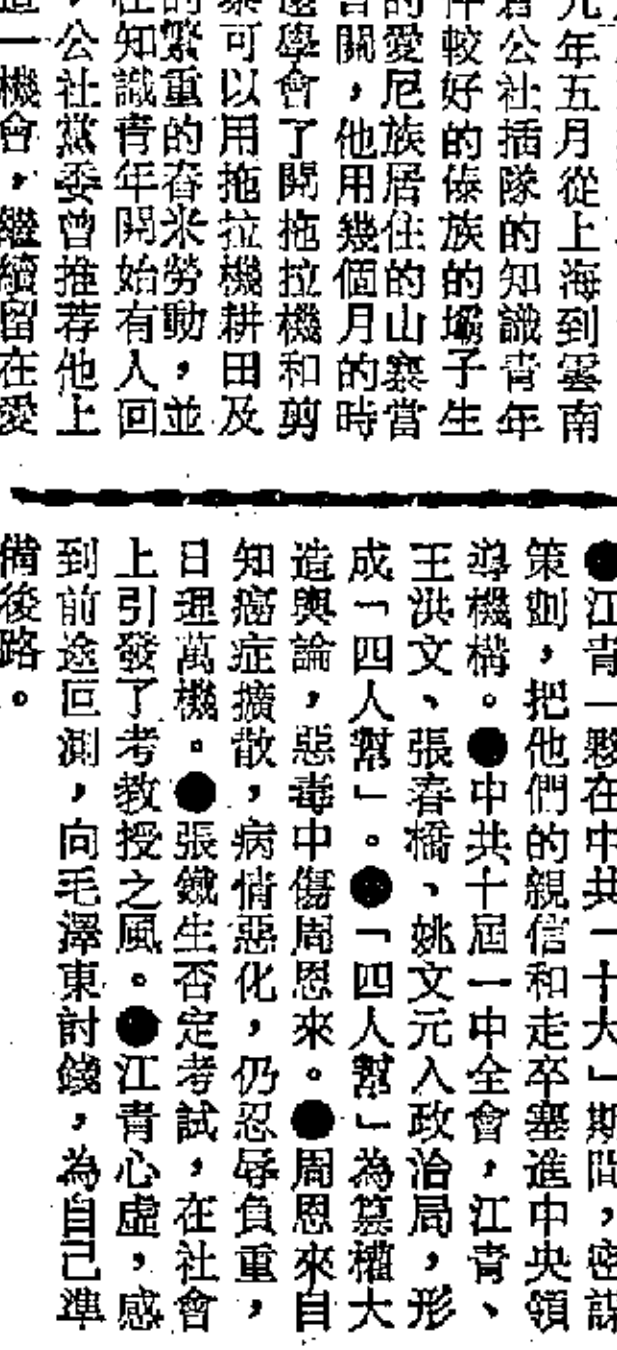 元年五月從上海到雲南
公社插隊的知識青年
件較好的傣族的壩子生
的愛尼族居住的山寨當
關，他用幾個月的時
學會了開拖拉機和剪
可以用拖拉機耕田及
的繁重的舂米勞動，並
在知識青年開始有人回
，公社黨委曾推荐他上
這一機會，繼續留在愛
●江青一夥在中共「十大」期間，密謀
策劃，把他們的親信和走卒塞進中央領
導機構。●中共十屆一中全會，江青、
王洪文、張春橋、姚文元入政治局，形
成「四人幫」。●「四人幫」為篡權大
造輿論，惡毒中傷周恩來。●周恩來自
知癌症擴散，病情惡化，仍忍辱負重，
日理萬機。●張鐵生否定考試，在社會
上引發了考教授之風。●江青心虛，感
到前途叵測，向毛澤東討錢，為自己準
備後路。